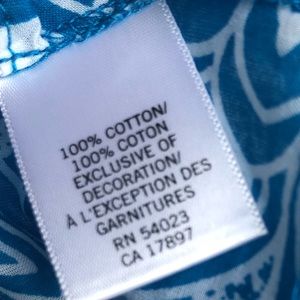 100% COTTON/
100% COTON
EXCLUSIVE OF
DECORATION/
À L'EXCEPTION DES
GARNITURES
RN 54023
CA 17897